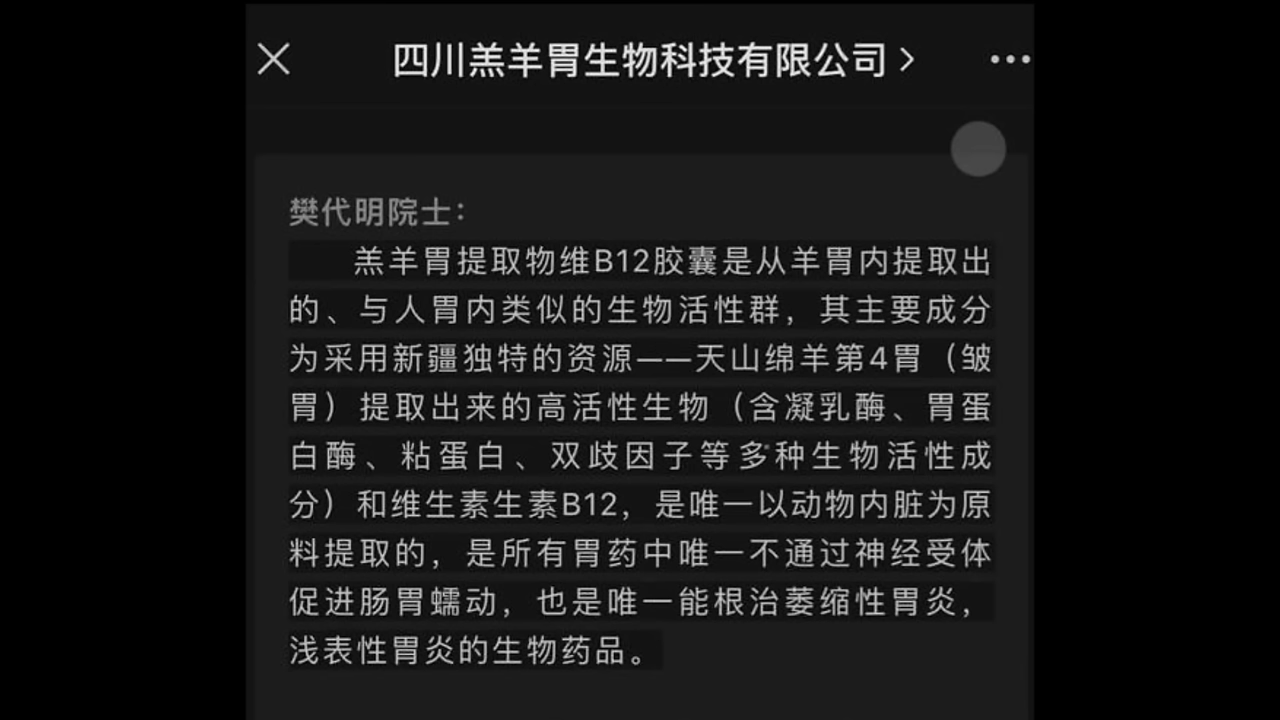 四川羔羊胃生物科技有限公司
樊代明院士：
羔羊胃提取物维B12胶囊是从羊胃内提取出
的、与人胃内类似的生物活性群，其主要成分
为采用新疆独特的资源——天山绵羊第4胃（皱
胃）提取出来的高活性生物（含凝乳酶、胃蛋
白酶、粘蛋白、双歧因子等多种生物活性成
分）和维生素生素B12，是唯一以动物内脏为原
料提取的，是所有胃药中唯一不通过神经受体
促进肠胃蠕动，也是唯一能根治萎缩性胃炎，
浅表性胃炎的生物药品。